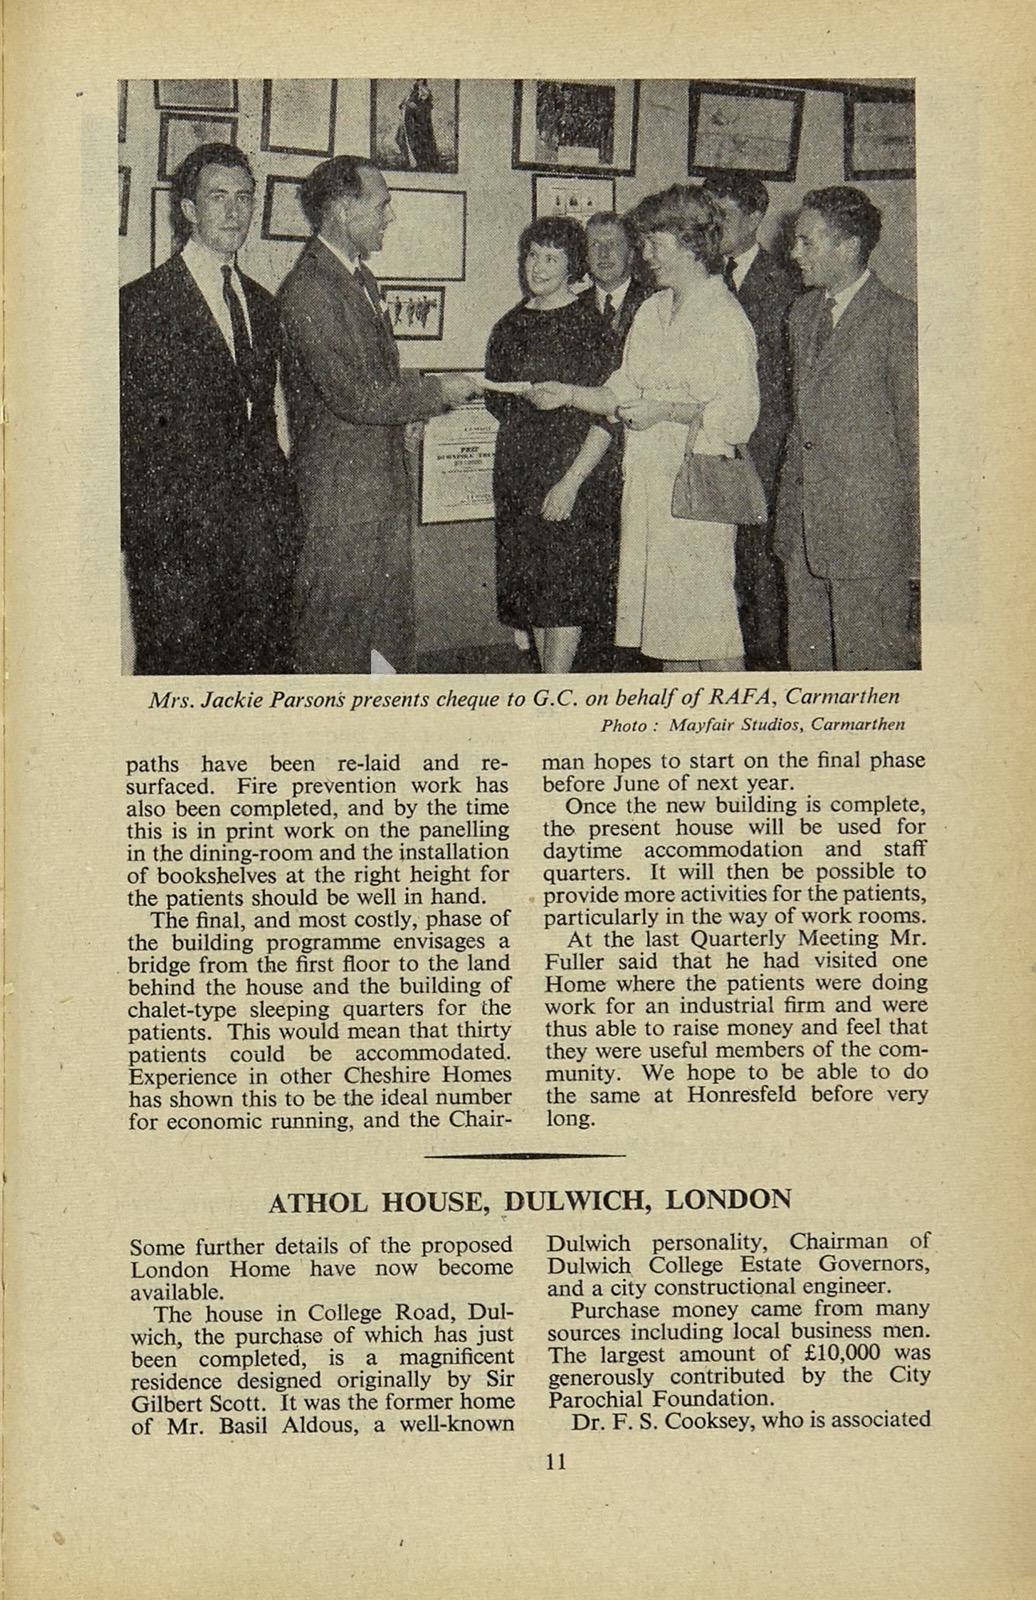 PREP
Mrs. Jackie Parsons presents cheque to G.C. on behalf of RAFA, Carmarthen
Photo : Mayfair Studios, Carmarthen
paths have been re-laid and re-
surfaced. Fire prevention work has
also been completed, and by the time
this is in print work on the panelling
in the dining-room and the installation
of bookshelves at the right height for
the patients should be well in hand.
The final, and most costly, phase of
the building programme envisages a
bridge from the first floor to the land
behind the house and the building of
chalet-type sleeping quarters for the
patients. This would mean that thirty
patients could be accommodated.
Experience in other Cheshire Homes
has shown this to be the ideal number
for economic running, and the Chair-
man hopes to start on the final phase
before June of next year.
Once the new building is complete,
the present house will be used for
daytime accommodation and staff
quarters. It will then be possible to
provide more activities for the patients,
particularly in the way of work rooms.
At the last Quarterly Meeting Mr.
Fuller said that he had visited one
Home where the patients were doing
work for an industrial firm and were
thus able to raise money and feel that
they were useful members of the com-
munity. We hope to be able to do
the same at Honresfeld before very
long.
ATHOL HOUSE, DULWICH, LONDON
Some further details of the proposed
London Home have now become
available.
The house in College Road, Dul-
wich, the purchase of which has just
been completed, is a magnificent
residence designed originally by Sir
Gilbert Scott. It was the former home
of Mr. Basil Aldous, a well-known
Dulwich personality, Chairman of
Dulwich College Estate Governors,
and a city constructional engineer.
Purchase money came from many
sources including local business men.
The largest amount of £10,000 was
generously contributed by the City
Parochial Foundation.
Dr. F. S. Cooksey, who is associated
11